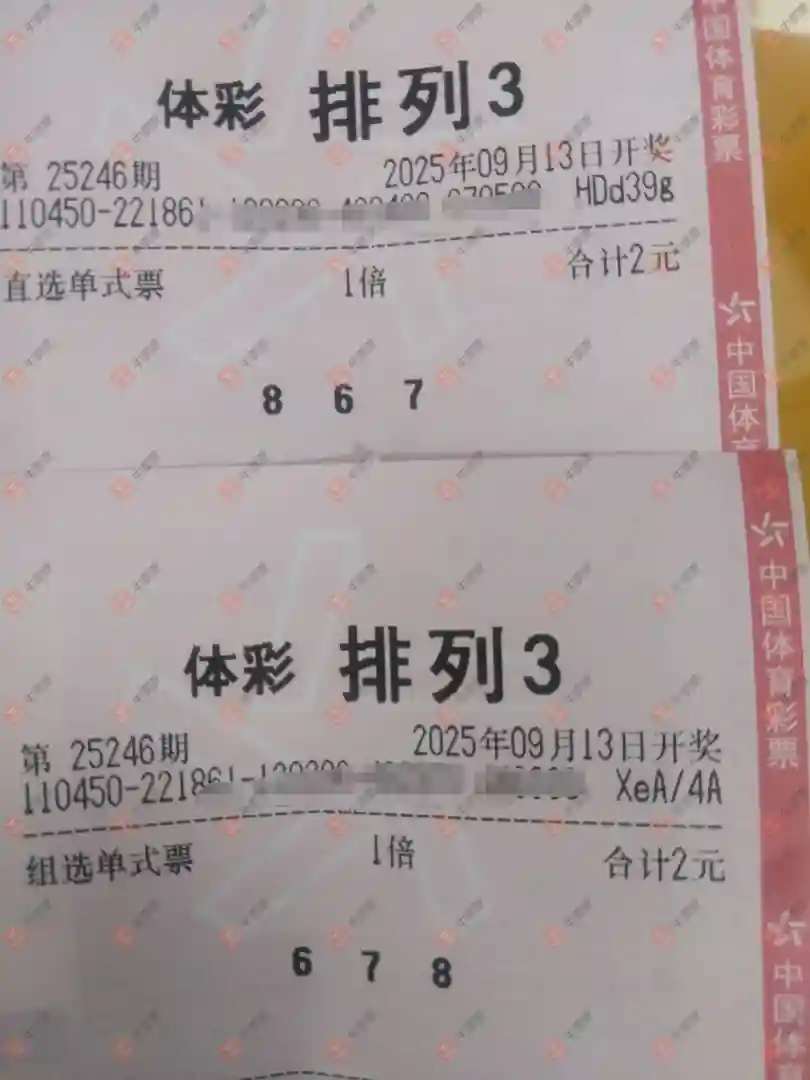 体彩 排列3
第 25246期 2025年09月13日开奖
110450-221861 HDd39g
直选单式票 1倍 合计2元
8 6 7
中国体育彩票
中国体育
体彩 排列3
第 25246期 2025年09月13日开奖
110450-221861 XeA/4A
组选单式票 1倍 合计2元
6 7 8
中国体育彩票
中国体